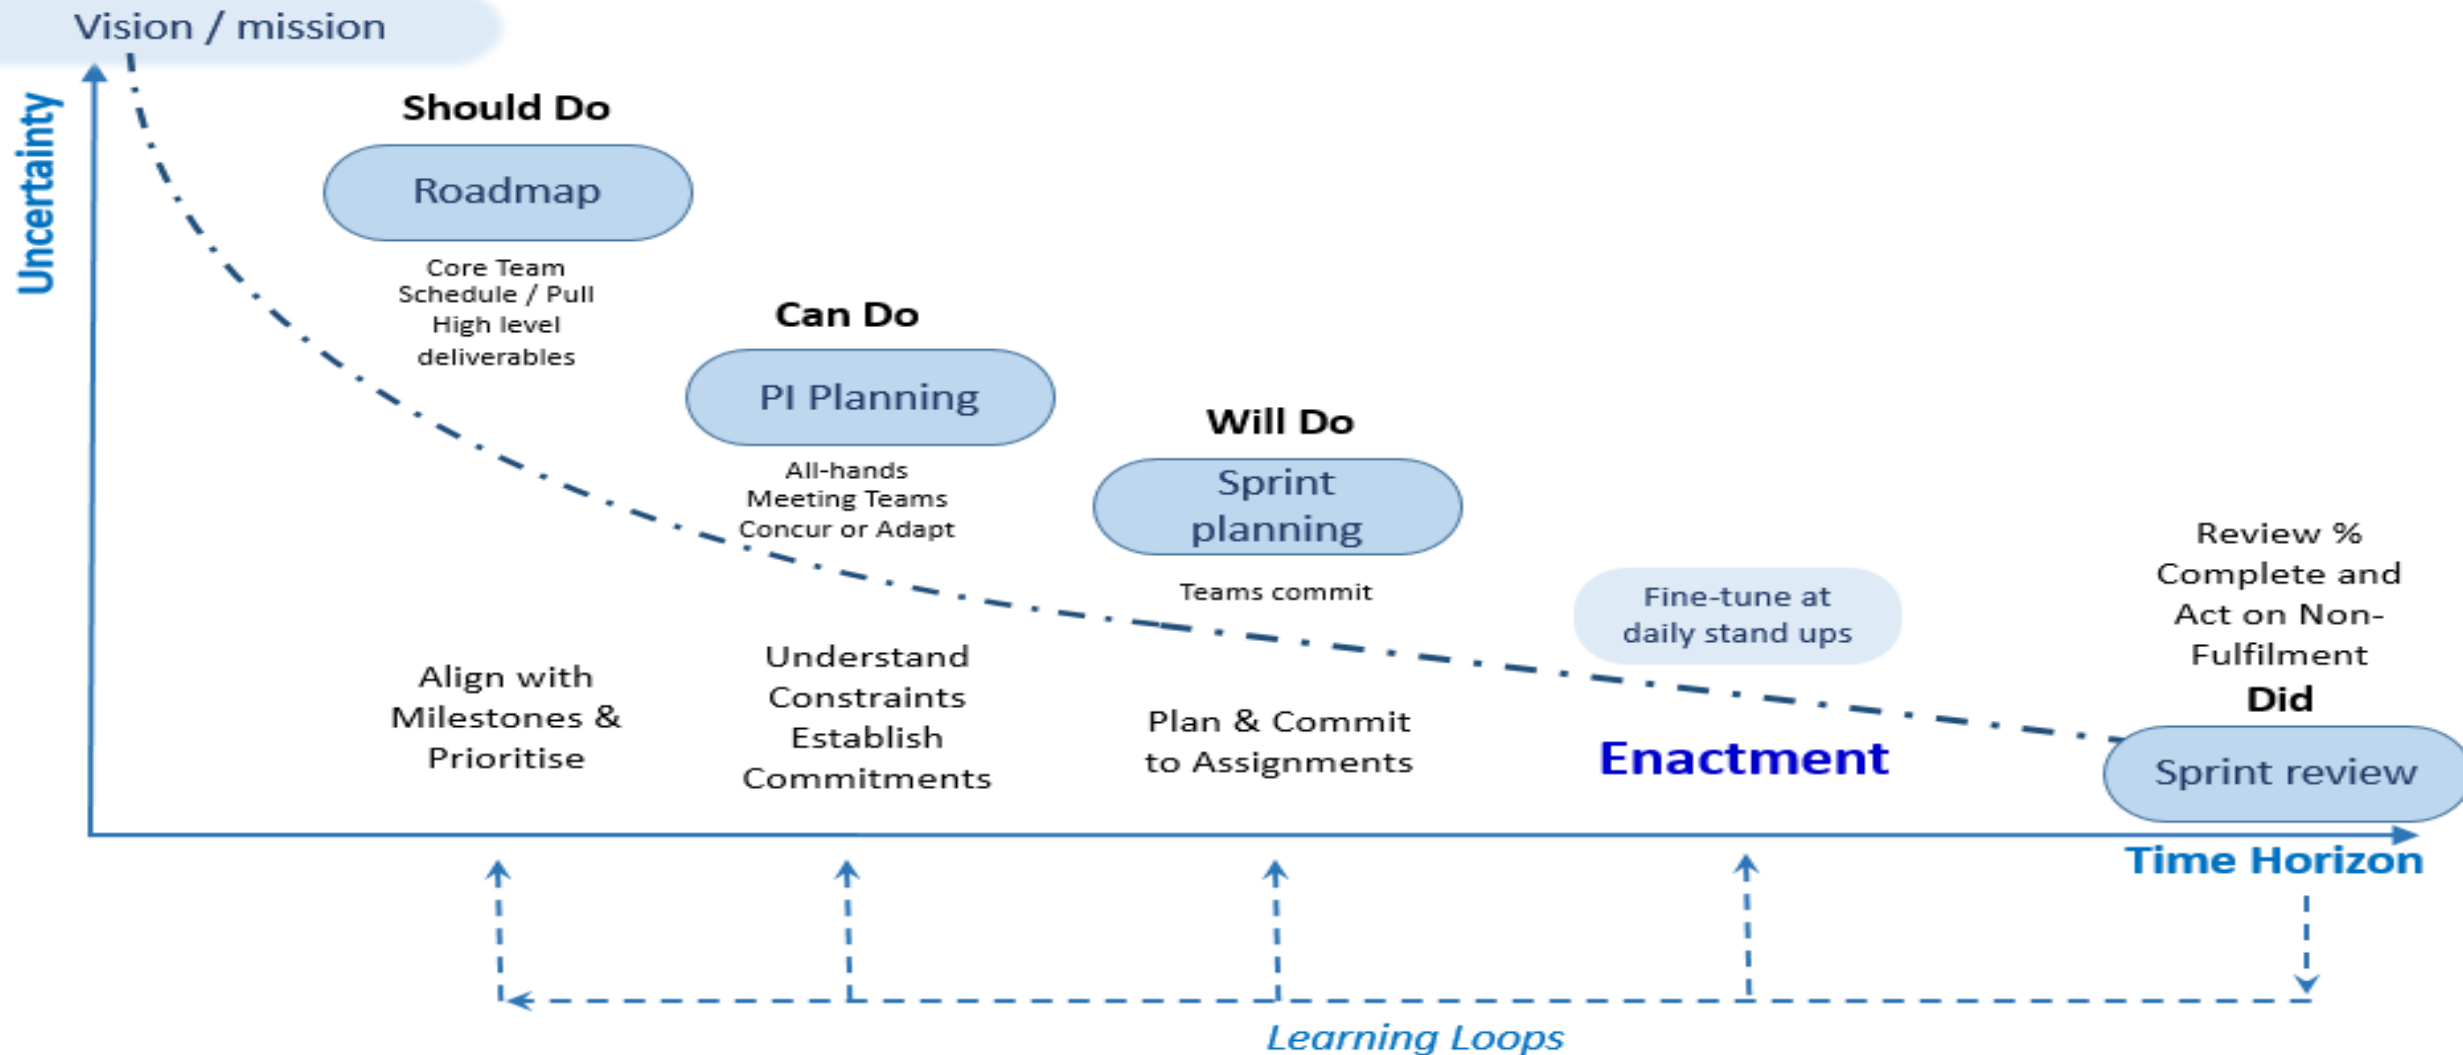 Vision / mission
Uncertainty
Should Do
Roadmap
Core Team
Schedule / Pull
High level
deliverables
Align with
Milestones &
Prioritise
Can Do
PI Planning
All-hands
Meeting Teams
Concur or Adapt
Understand
Constraints
Establish
Commitments
Will Do
Sprint
planning
Teams commit
Plan & Commit
to Assignments
Fine-tune at
daily stand ups
Enactment
Review %
Complete and
Act on Non-
Fulfilment
Did
Sprint review
Time Horizon
Learning Loops